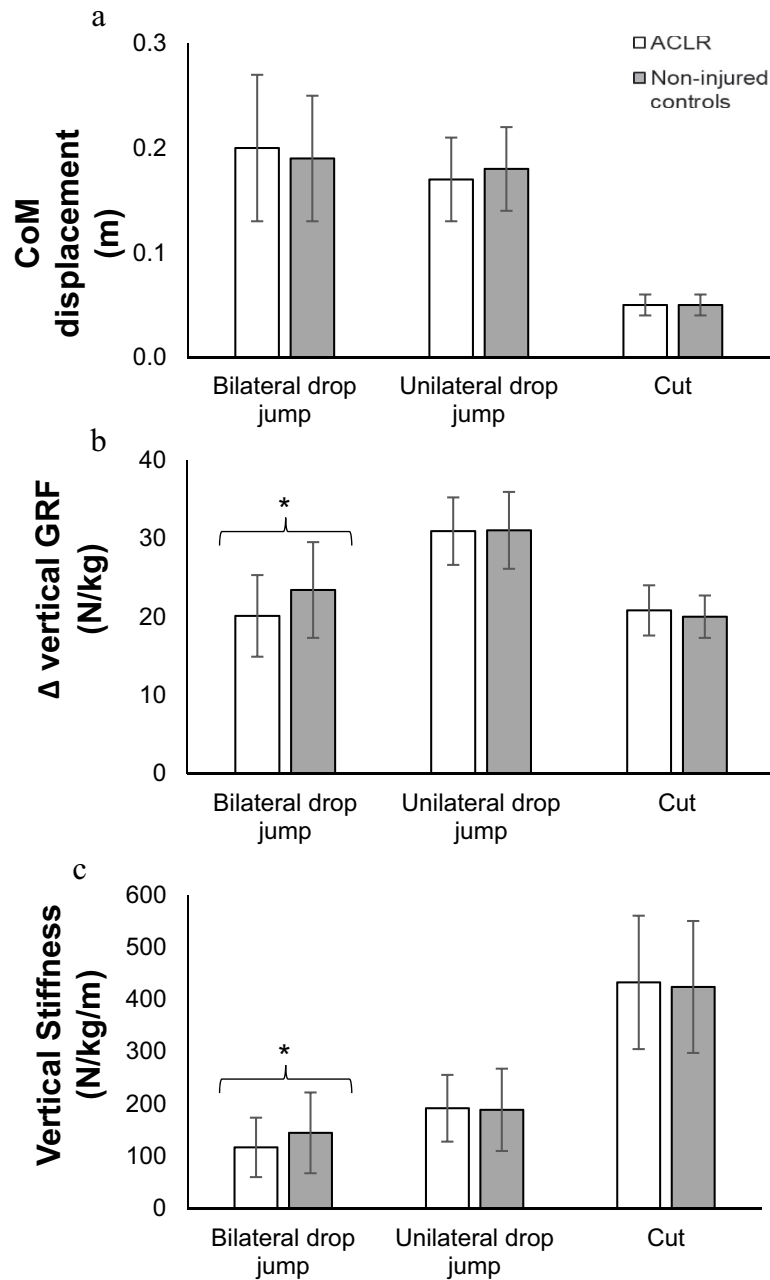 a
0.3
ACLR
Non-injured
controls
0.2
0.1
0.0
CoM
displacement
(m)
Bilateral drop
jump
Unilateral drop
jump
Cut
b
40
30
20
10
0
*
Δ vertical GRF
(N/kg)
Bilateral drop
jump
Unilateral drop
jump
Cut
c
600
500
400
300
200
100
0
*
Vertical Stiffness
(N/kg/m)
Bilateral drop
jump
Unilateral drop
jump
Cut